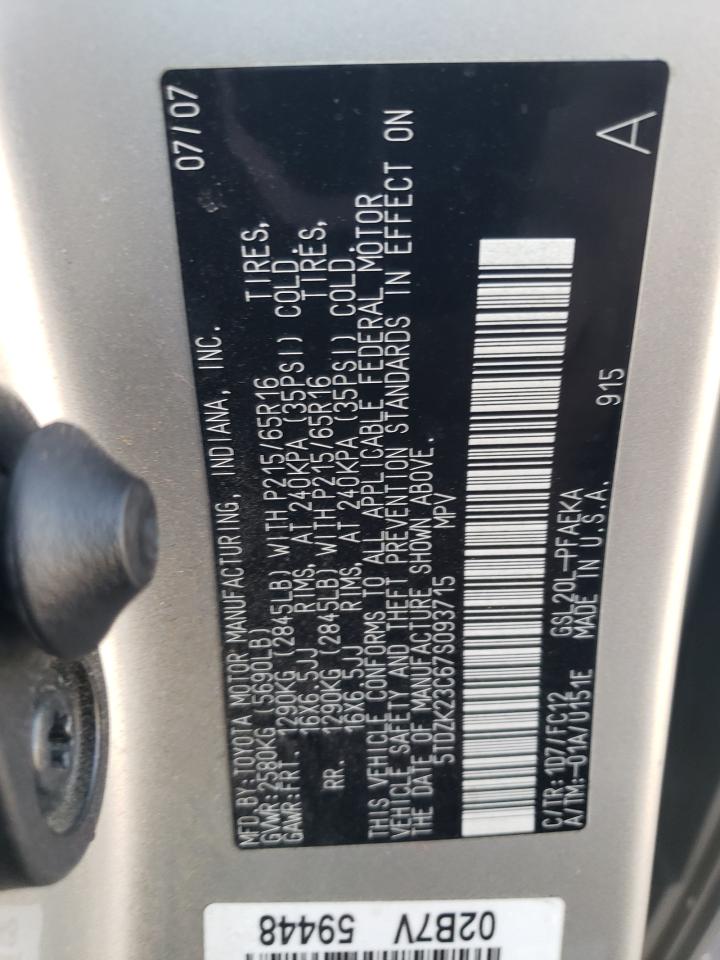 MFD. BY: TOYOTA MOTOR MANUFACTURING, INDIANA, INC. 07/07
GVWR: 2580KG (5690LB)
GAWR: FRT. 1290KG (2845LB) WITH P215/65R16 TIRES,
16X6.5JJ RIMS, AT 240KPA (35PSI) COLD.
RR. 1290KG (2845LB) WITH P215/65R16 TIRES,
16X6.5JJ RIMS, AT 240KPA (35PSI) COLD.
THIS VEHICLE CONFORMS TO ALL APPLICABLE FEDERAL MOTOR
VEHICLE SAFETY AND THEFT PREVENTION STANDARDS IN EFFECT ON
THE DATE OF MANUFACTURE SHOWN ABOVE.
5TDZK23C67S093715 MPV
C/TR: 1D7/FC12 GSL20L-PFAEKA 915
A/TM: -01A/U151E MADE IN U.S.A. A
02B7V
59448